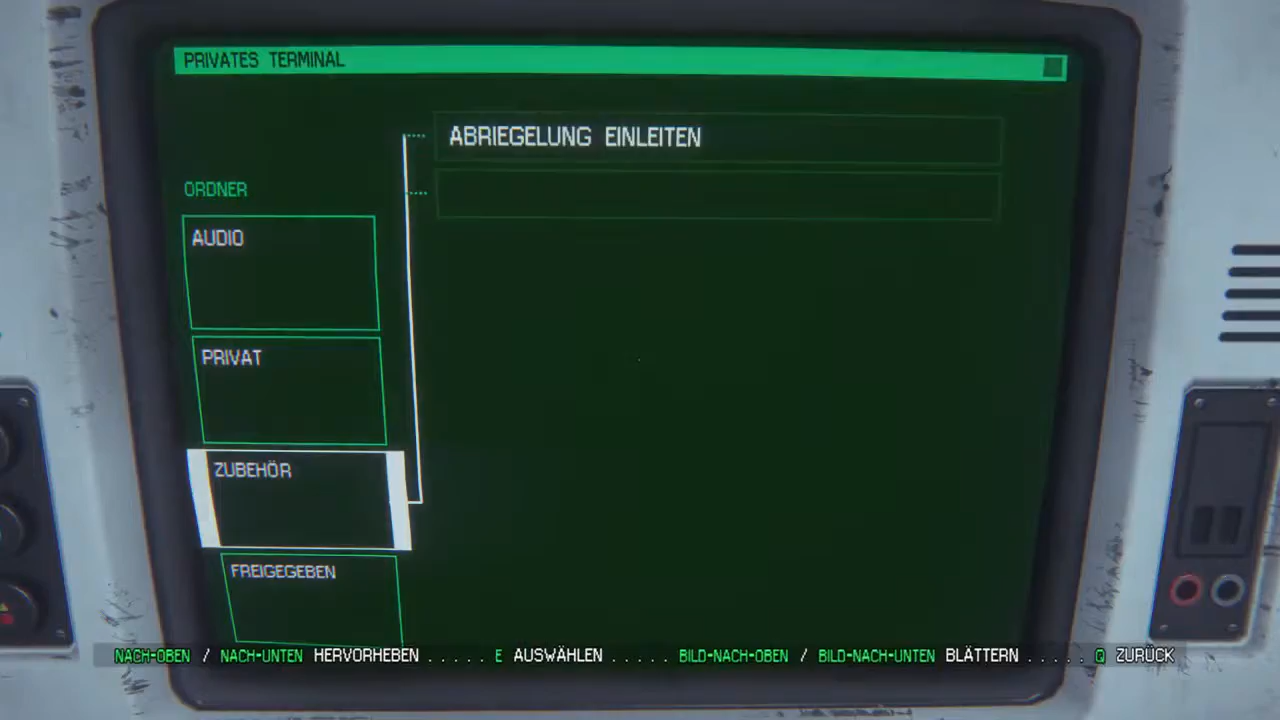 PRIVATES TERMINAL
ABRIEGELUNG EINLEITEN
ORDNER
AUDIO
PRIVAT
ZUBEHÖR
FREIGEGEBEN
NACH-OBEN / NACH-UNTEN HERVORHEBEN ..... E AUSWÄHLEN ..... BILD-NACH-OBEN / BILD-NACH-UNTEN BLÄTTERN ..... Q ZURÜCK